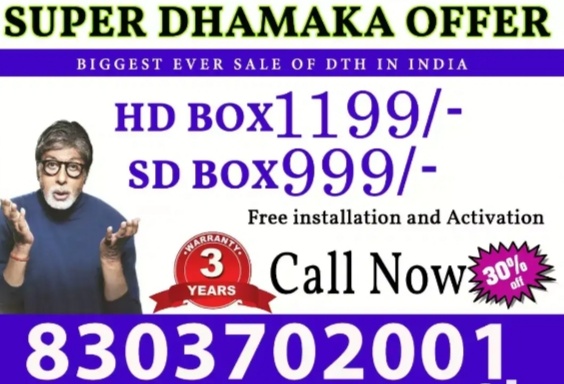 SUPER DHAMAKA OFFER
BIGGEST EVER SALE OF DTH IN INDIA
HD BOX1199/-
SD BOX999/-
Free installation and Activation
WARRANTY
3
YEARS
Call Now
30%
off
8303702001